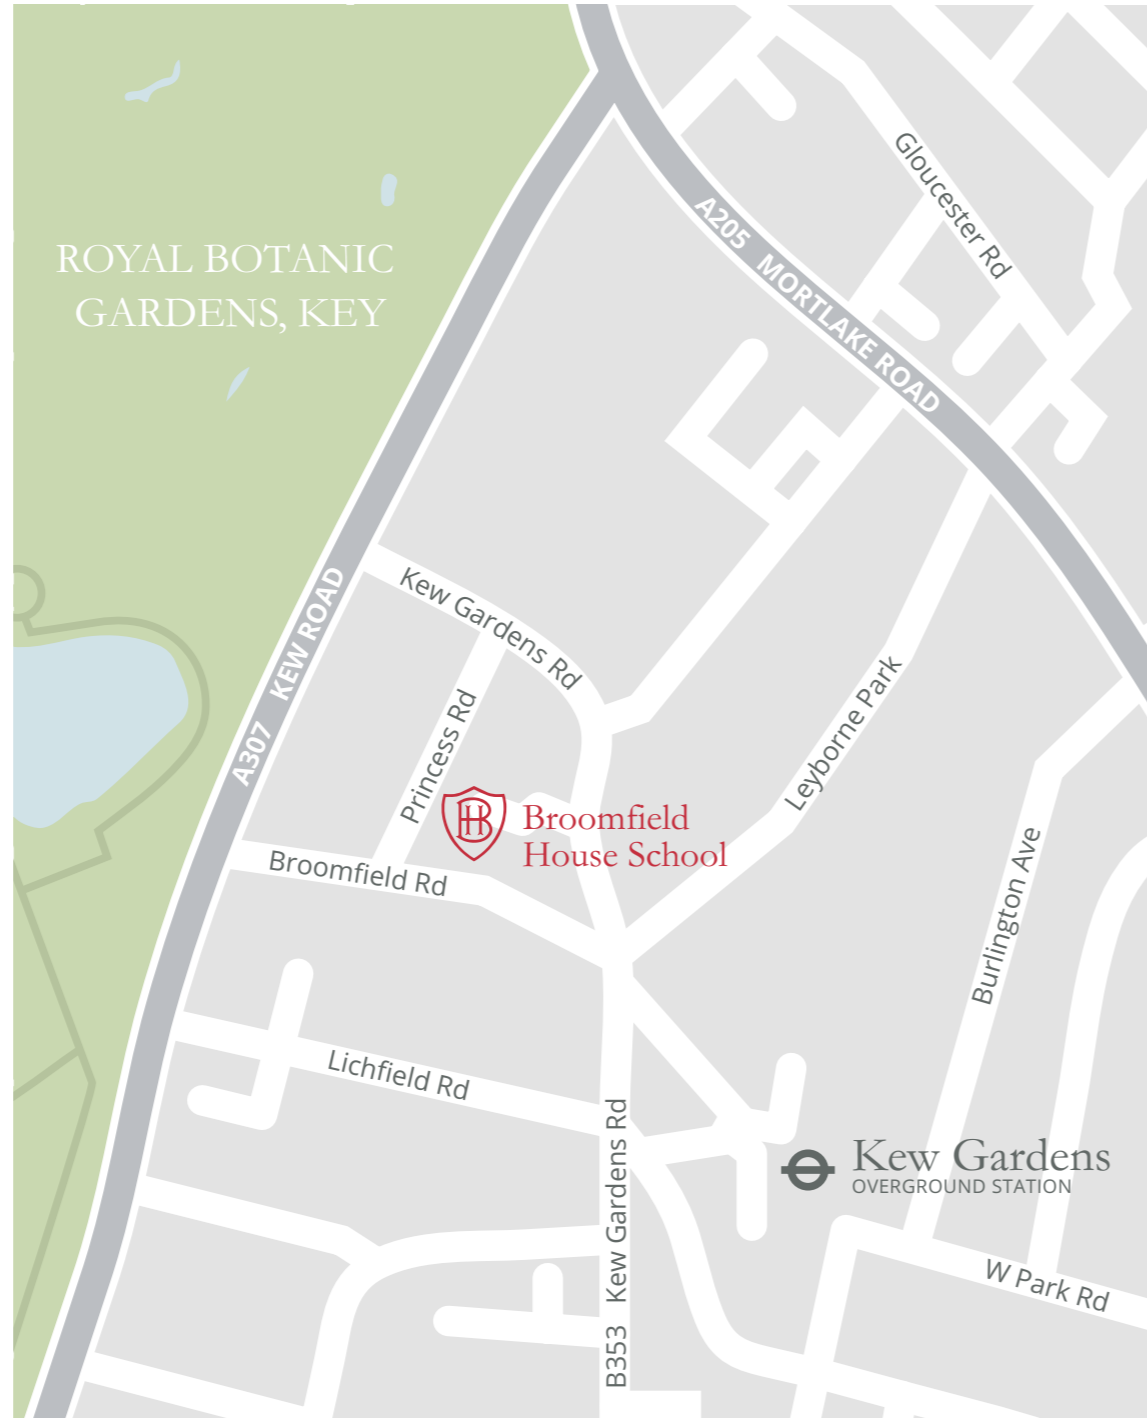 Gloucester Rd
A205 MORTLAKE ROAD
ROYAL BOTANIC
GARDENS, KEY
A307 KEW ROAD
Kew Gardens Rd
Princess Rd
Leyborne Park
HB
Broomfield
House School
Broomfield Rd
Burlington Ave
Lichfield Rd
B353 Kew Gardens Rd
Kew Gardens
OVERGROUND STATION
W Park Rd